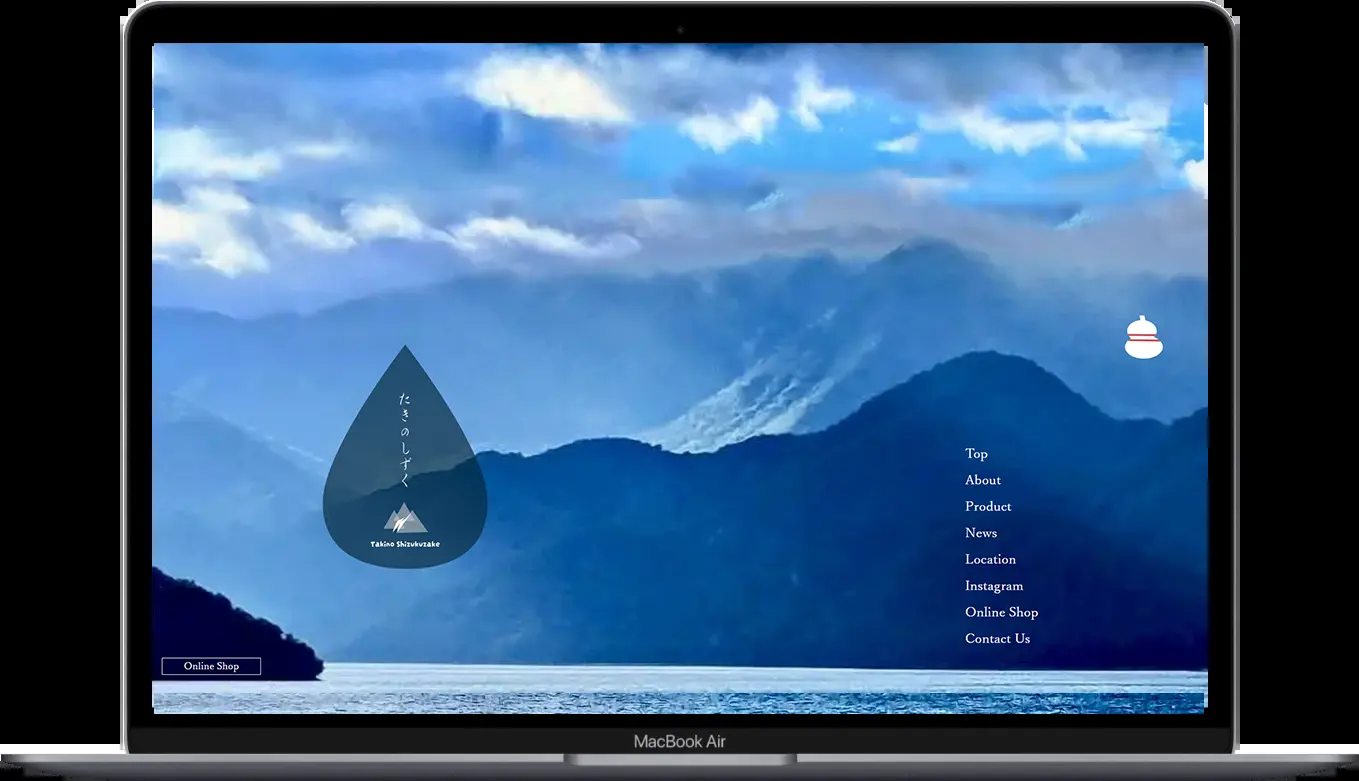 たきのしずく
Takino Shizukuzake
Top
About
Product
News
Location
Instagram
Online Shop
Contact Us
Online Shop
MacBook Air